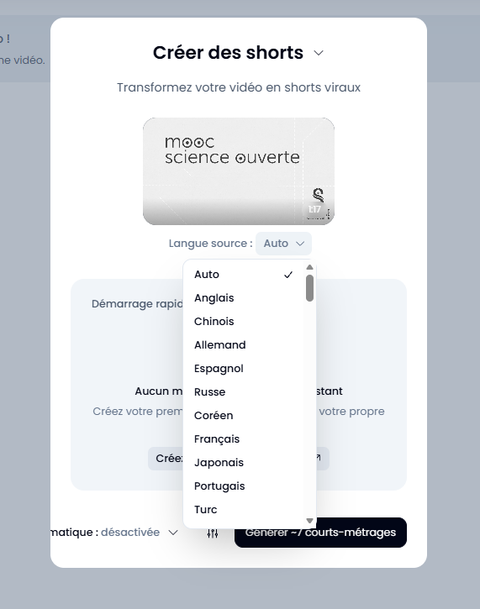 o !
ne vidéo.
Créer des shorts
Transformez votre vidéo en shorts viraux
mooc
science ouverte
Langue source : Auto
Auto
Anglais
Chinois
Allemand
Espagnol
Russe
Coréen
Français
Japonais
Portugais
Turc
Démarrage rapid
Aucun m
stant
Créez votre prem
votre propre
Créez
matique : désactivée
Générer ~7 courts-métrages